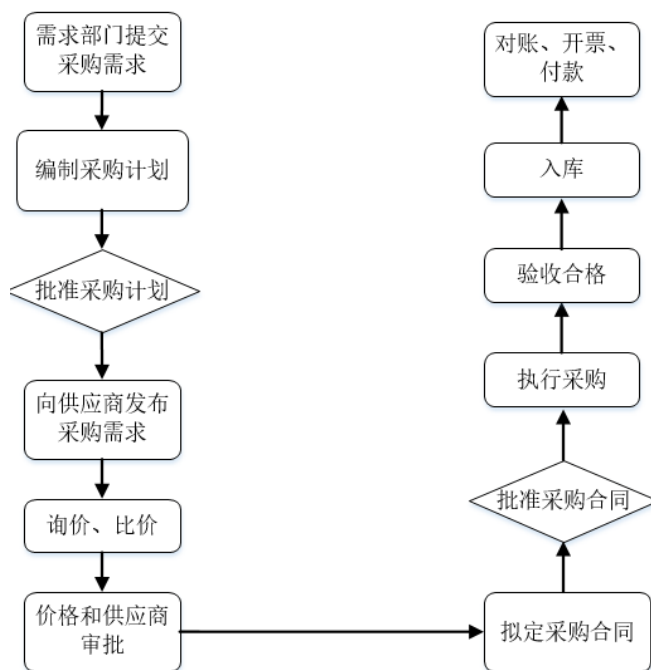 需求部门提交
采购需求
编制采购计划
批准采购计划
向供应商发布
采购需求
询价、比价
价格和供应商
审批
拟定采购合同
批准采购合同
执行采购
验收合格
入库
对账、开票、
付款